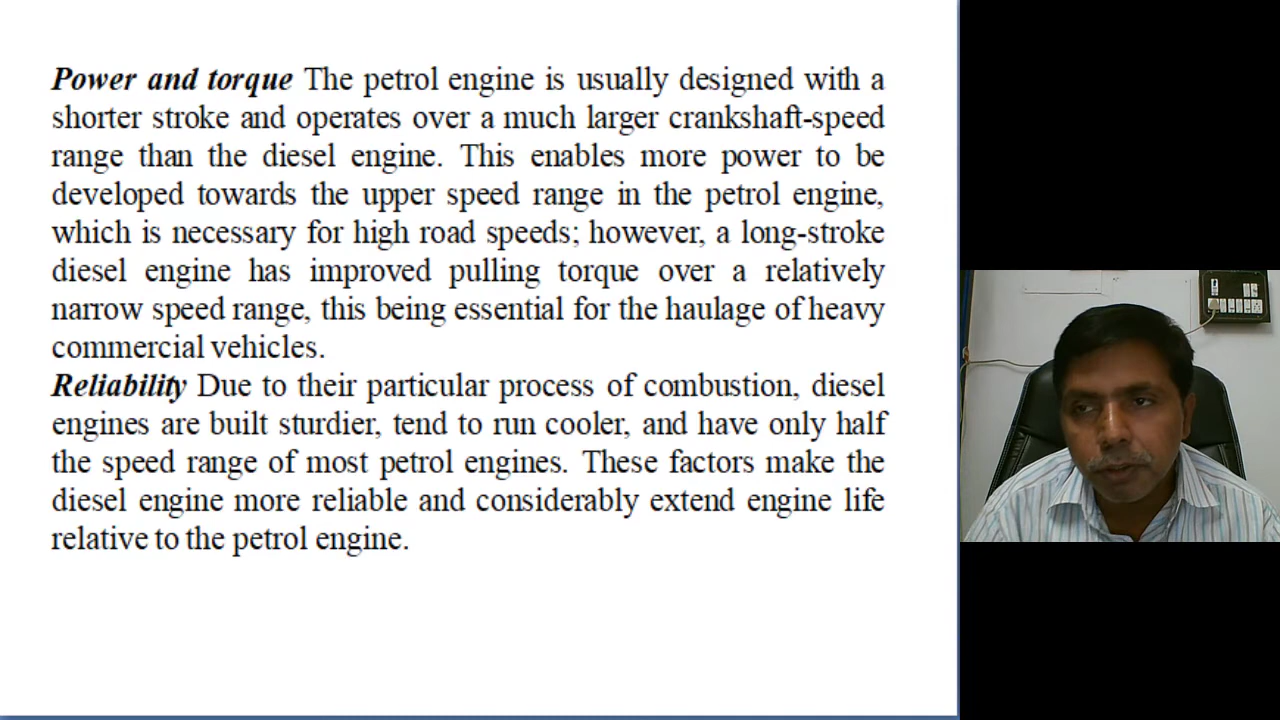 Power and torque The petrol engine is usually designed with a
shorter stroke and operates over a much larger crankshaft-speed
range than the diesel engine. This enables more power to be
developed towards the upper speed range in the petrol engine,
which is necessary for high road speeds; however, a long-stroke
diesel engine has improved pulling torque over a relatively
narrow speed range, this being essential for the haulage of heavy
commercial vehicles.
Reliability Due to their particular process of combustion, diesel
engines are built sturdier, tend to run cooler, and have only half
the speed range of most petrol engines. These factors make the
diesel engine more reliable and considerably extend engine life
relative to the petrol engine.